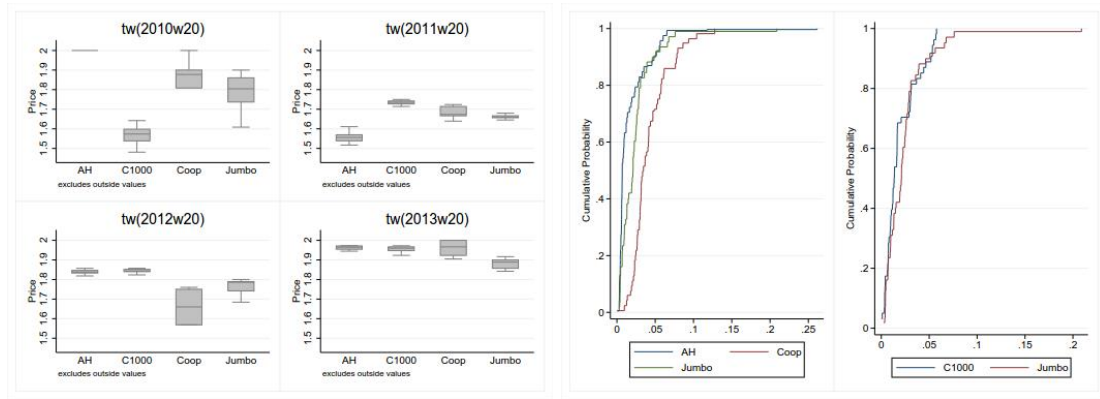 tw(2010w20)
Price
2
1.9
1.8
1.7
1.6
1.5
AH C1000 Coop Jumbo
excludes outside values
tw(2011w20)
Price
2
1.9
1.8
1.7
1.6
1.5
AH C1000 Coop Jumbo
excludes outside values
tw(2012w20)
Price
2
1.9
1.8
1.7
1.6
1.5
AH C1000 Coop Jumbo
excludes outside values
tw(2013w20)
Price
2
1.9
1.8
1.7
1.6
1.5
AH C1000 Coop Jumbo
excludes outside values
Cumulative Probability
1
.8
.6
.4
.2
0
0 .05 .1 .15 .2 .25
AH Coop
Jumbo
Cumulative Probability
1
.8
.6
.4
.2
0
0 .05 .1 .15 .2
C1000 Jumbo